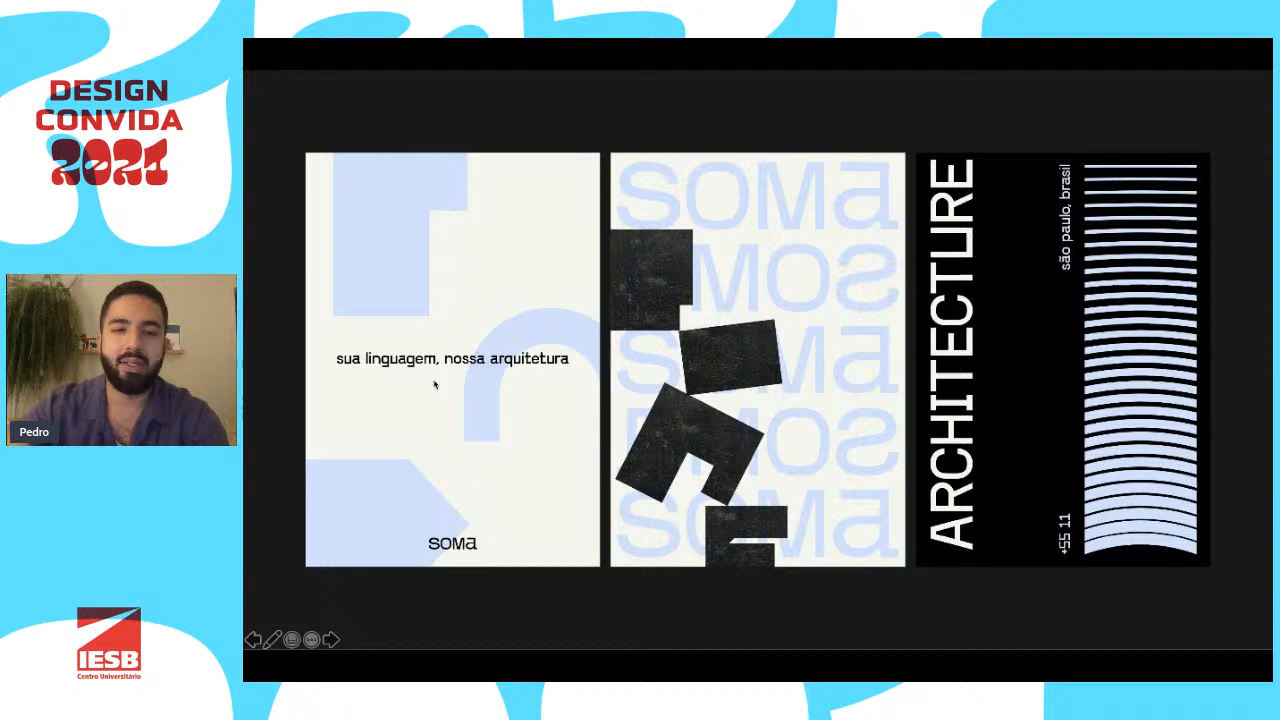 DESIGN
CONVIDA
2021
Pedro
IESB
Centro Universitário
sua linguagem, nossa arquitetura
soma
soma
soma
soma
soma
soma
ARCHITECTURE
são paulo, brasil
+55 11